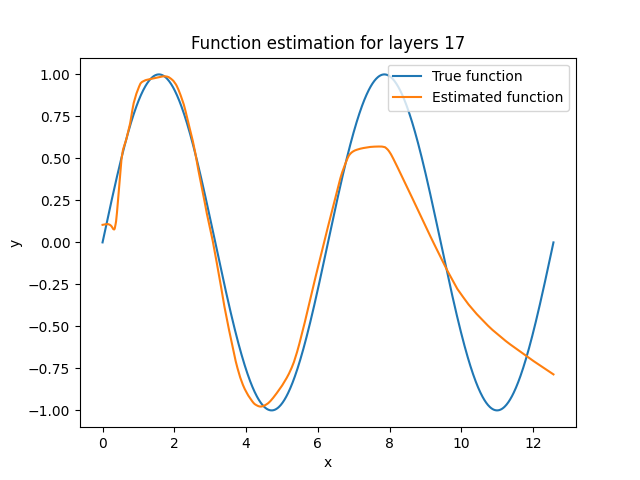 Function estimation for layers 17
True function
Estimated function
1.00
0.75
0.50
0.25
0.00
−0.25
−0.50
−0.75
−1.00
y
0 2 4 6 8 10 12
x